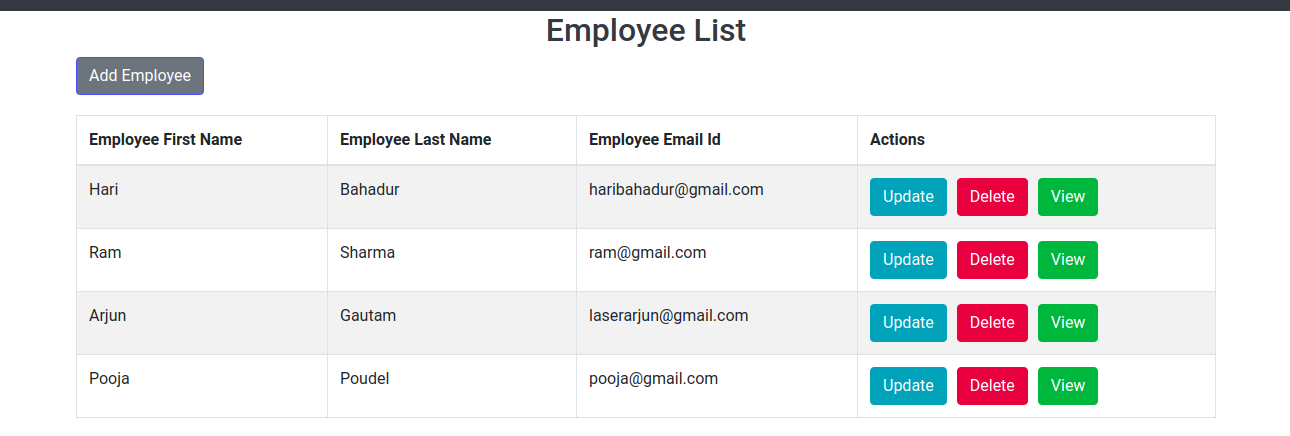 Employee List
Add Employee
Employee First Name Employee Last Name Employee Email Id Actions
Hari Bahadur haribahadur@gmail.com Update Delete View
Ram Sharma ram@gmail.com Update Delete View
Arjun Gautam laserarjun@gmail.com Update Delete View
Pooja Poudel pooja@gmail.com Update Delete View